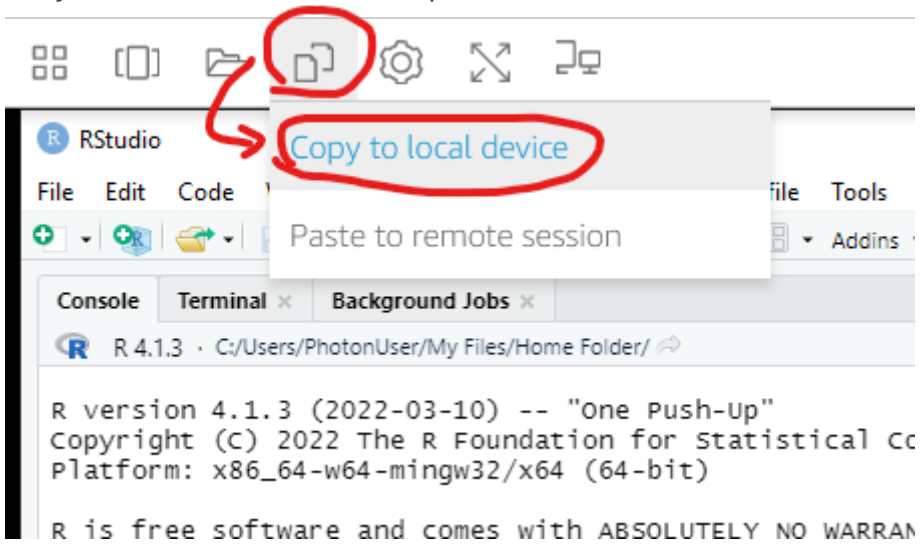 RStudio
Copy to local device
File Edit Code file Tools
Paste to remote session
Addins
Console Terminal Background Jobs
R 4.1.3 · C:/Users/PhotonUser/My Files/Home Folder/
R version 4.1.3 (2022-03-10) -- "One Push-Up"
Copyright (C) 2022 The R Foundation for Statistical Co
Platform: x86_64-w64-mingw32/x64 (64-bit)
R is free software and comes with ABSOLUTELY NO WARRAN